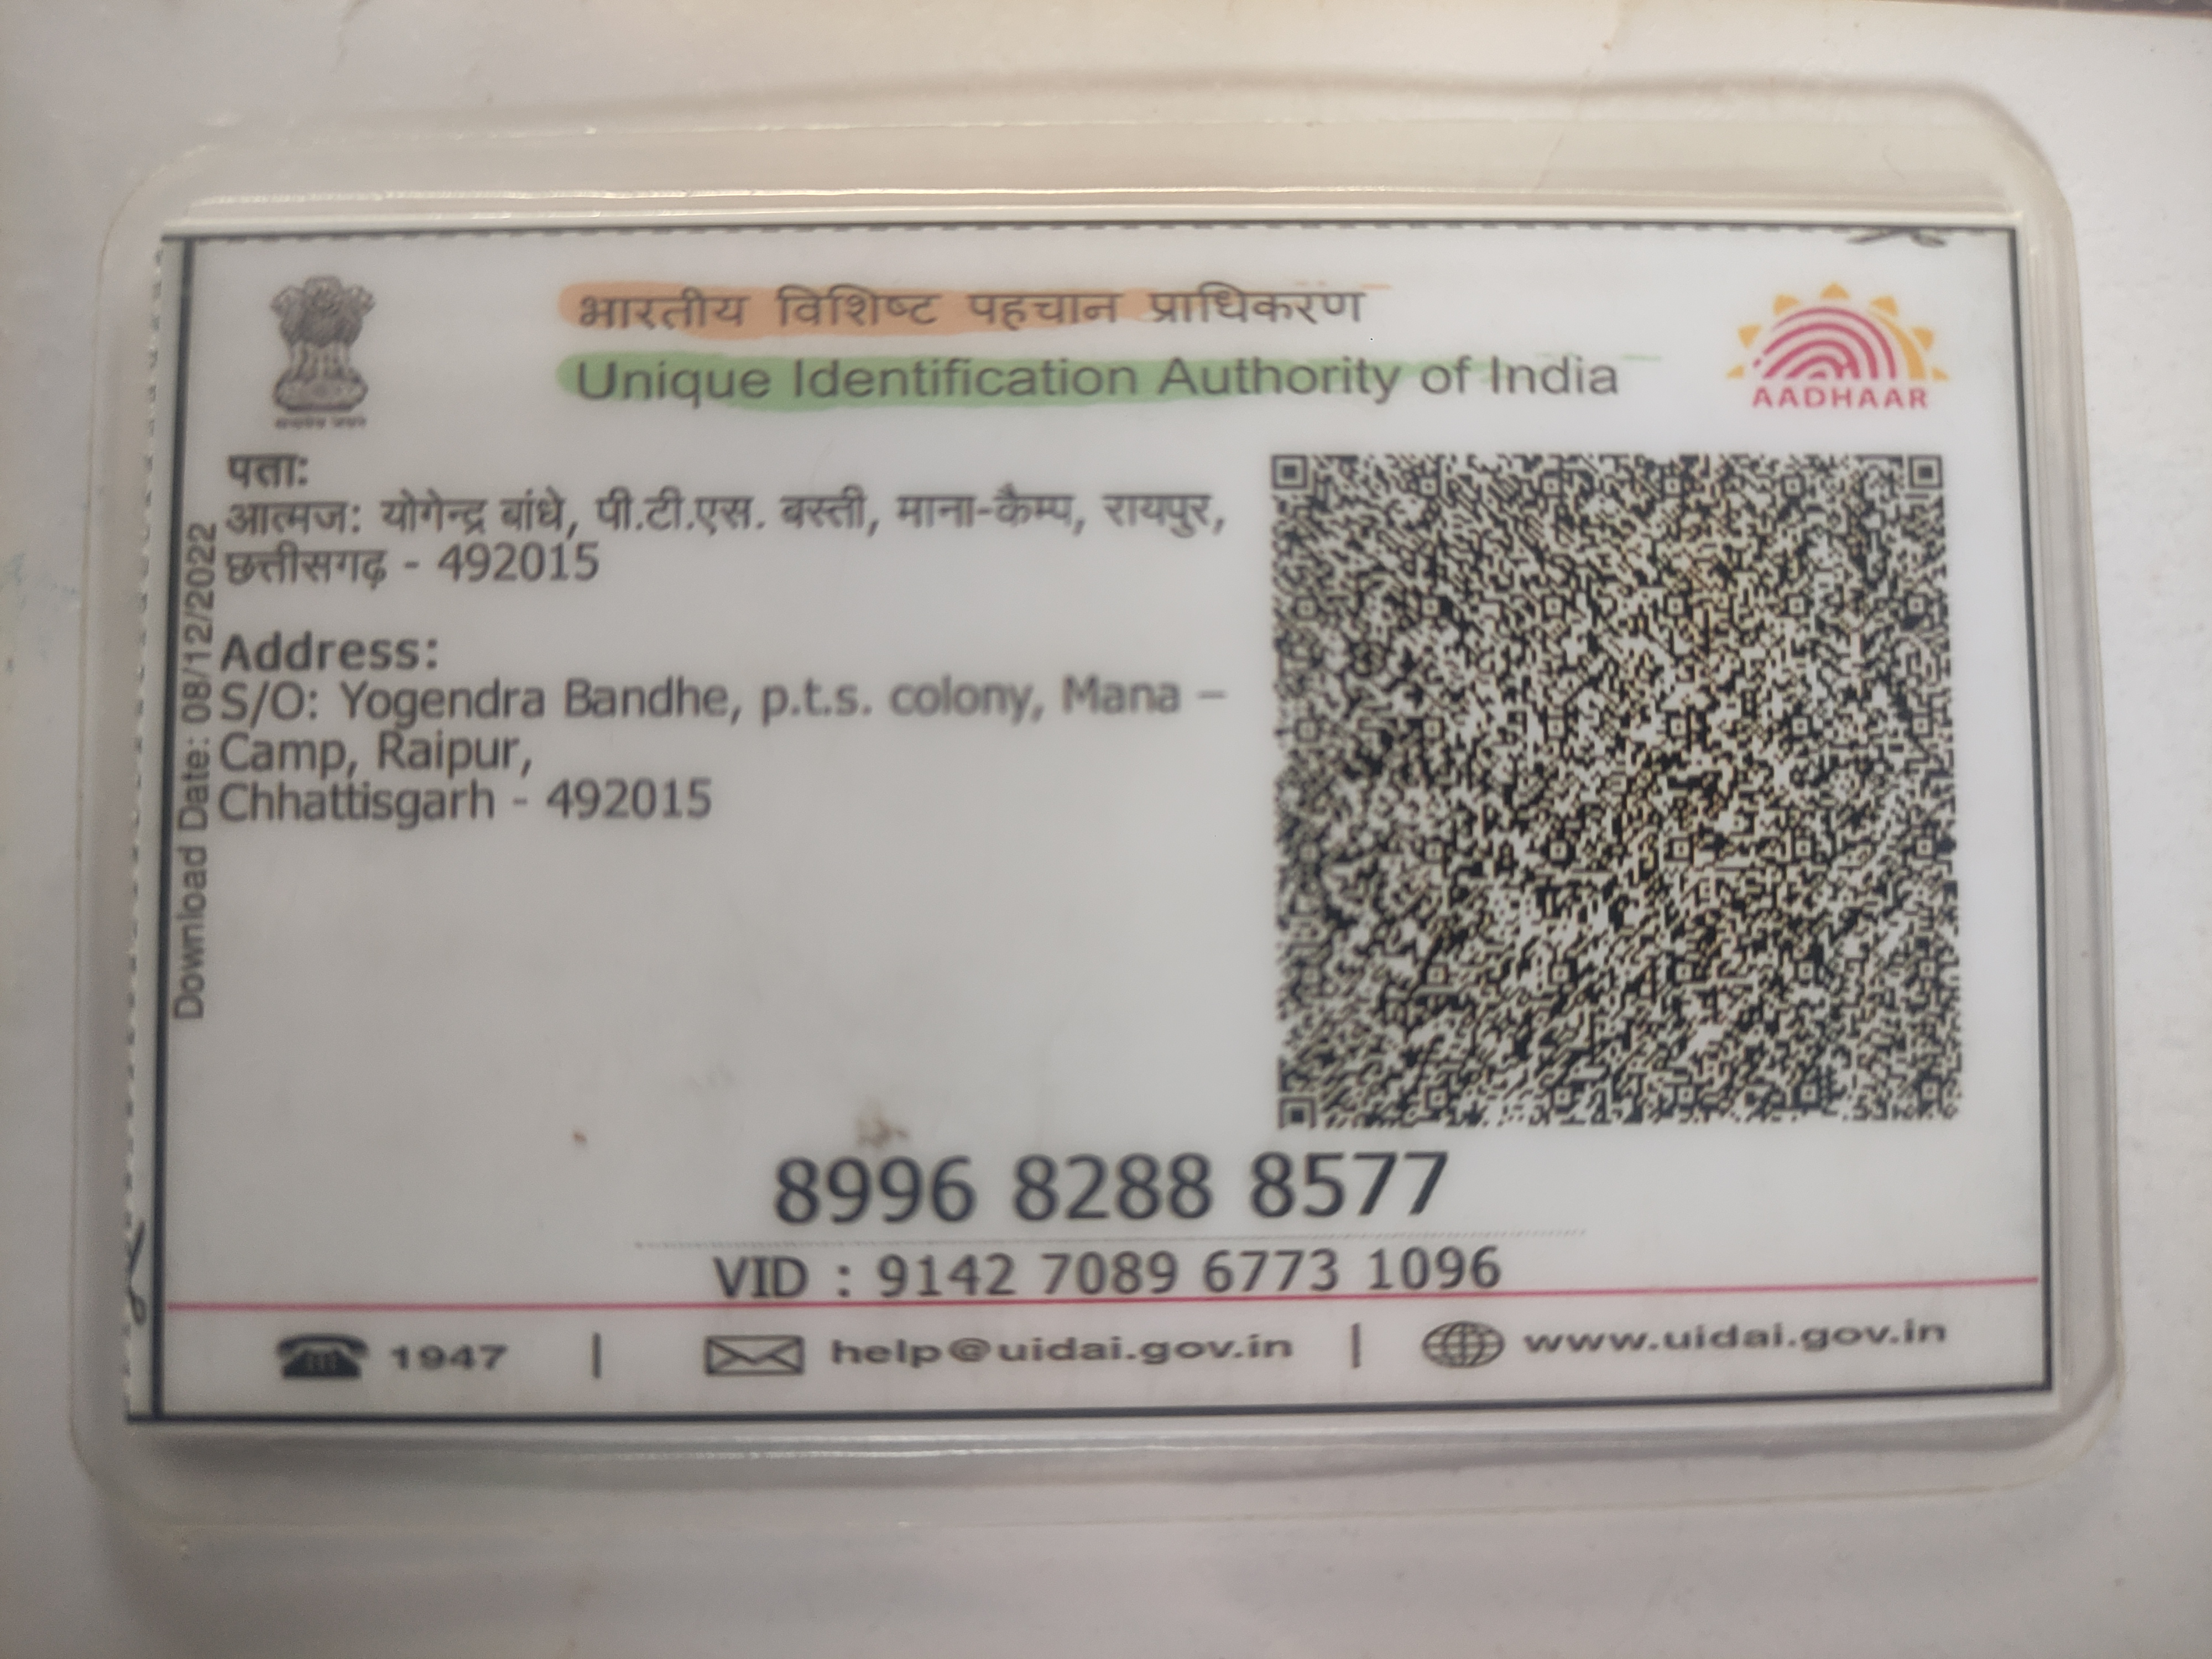 भारतीय विशिष्ट पहचान प्राधिकरण
Unique Identification Authority of India
AADHAAR
पता:
आत्मज: योगेन्द्र बांधे, पी.टी.एस. बस्ती, माना-कैम्प, रायपुर,
छत्तीसगढ़ - 492015
Address:
S/O: Yogendra Bandhe, p.t.s. colony, Mana –
Camp, Raipur,
Chhattisgarh - 492015
Download Date: 08/12/2022
8996 8288 8577
VID : 9142 7089 6773 1096
1947 | help@uidai.gov.in | www.uidai.gov.in